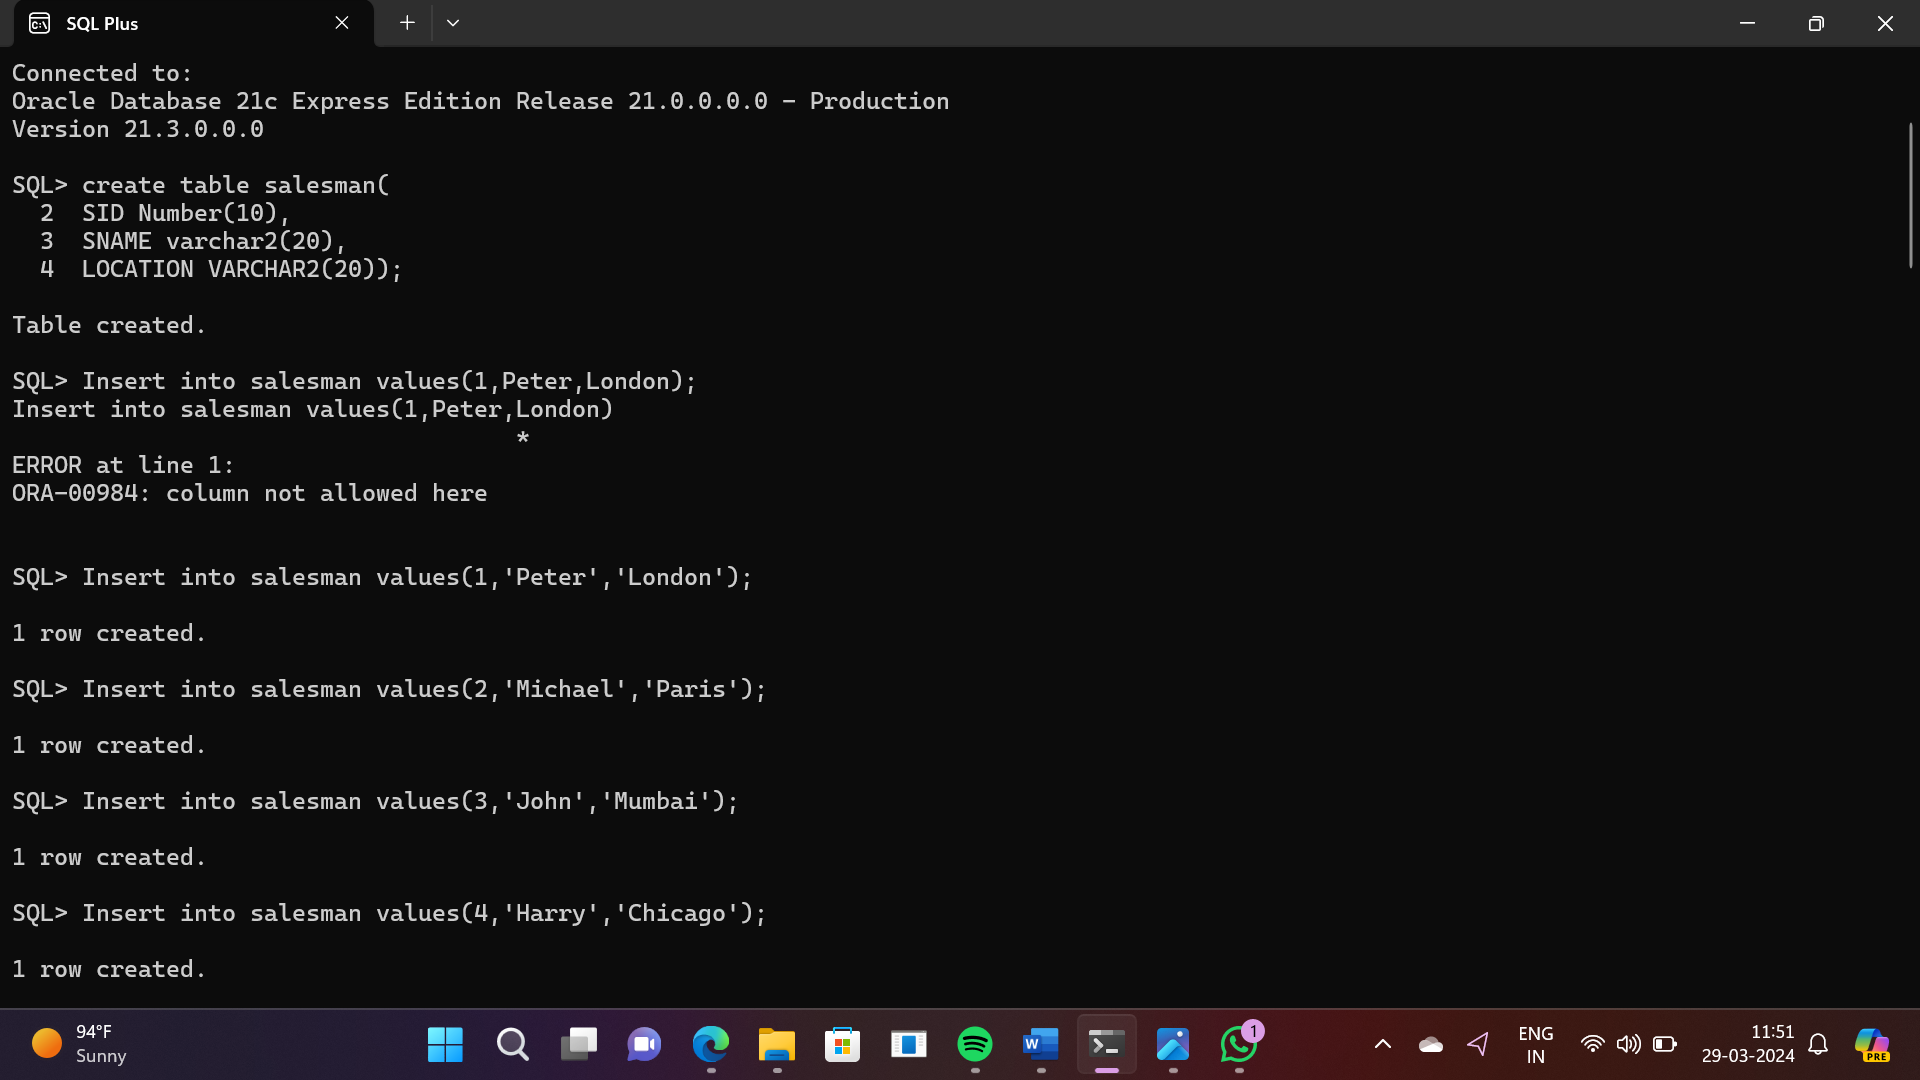 SQL Plus
Connected to:
Oracle Database 21c Express Edition Release 21.0.0.0.0 - Production
Version 21.3.0.0.0
SQL> create table salesman(
  2  SID Number(10),
  3  SNAME varchar2(20),
  4  LOCATION VARCHAR2(20));
Table created.
SQL> Insert into salesman values(1,Peter,London);
Insert into salesman values(1,Peter,London)
                                    *
ERROR at line 1:
ORA-00984: column not allowed here
SQL> Insert into salesman values(1,'Peter','London');
1 row created.
SQL> Insert into salesman values(2,'Michael','Paris');
1 row created.
SQL> Insert into salesman values(3,'John','Mumbai');
1 row created.
SQL> Insert into salesman values(4,'Harry','Chicago');
1 row created.
94°F
Sunny
W
1
ENG
IN
11:51
29-03-2024
PRE